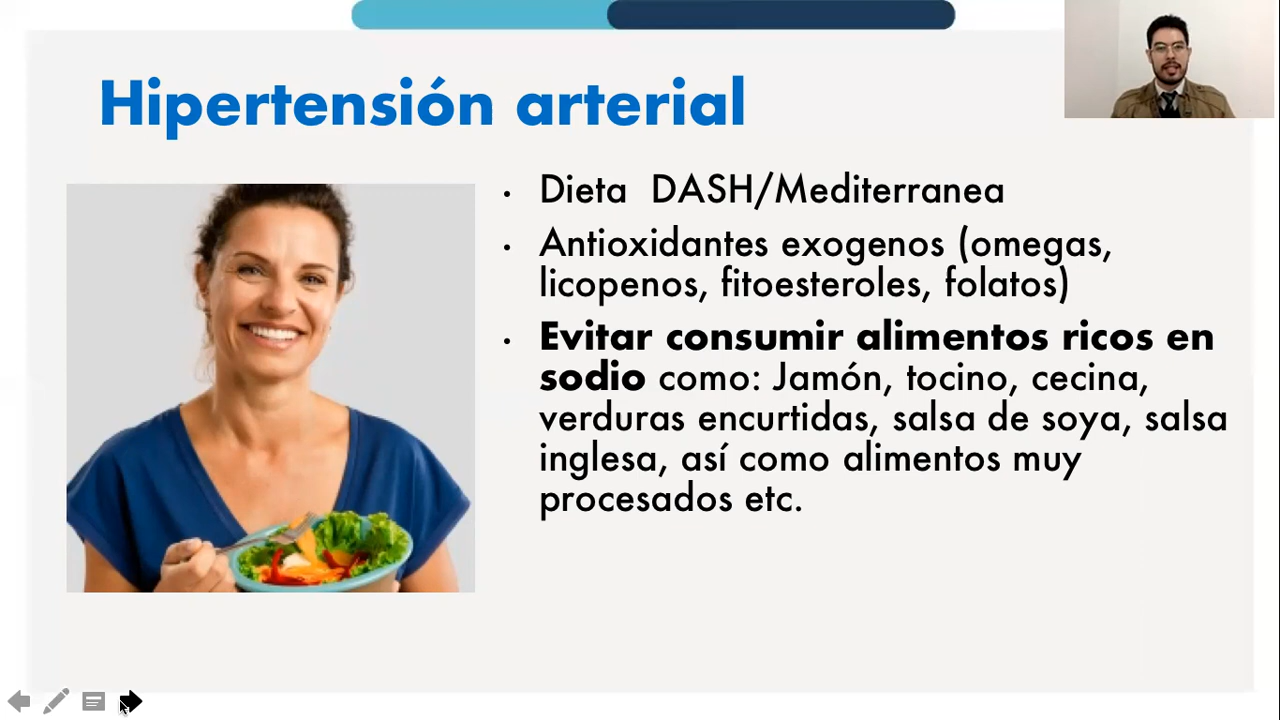 Hipertensión arterial
• Dieta  DASH/Mediterranea
• Antioxidantes exogenos (omegas,
licopenos, fitoesteroles, folatos)
• Evitar consumir alimentos ricos en
sodio como: Jamón, tocino, cecina,
verduras encurtidas, salsa de soya, salsa
inglesa, así como alimentos muy
procesados etc.